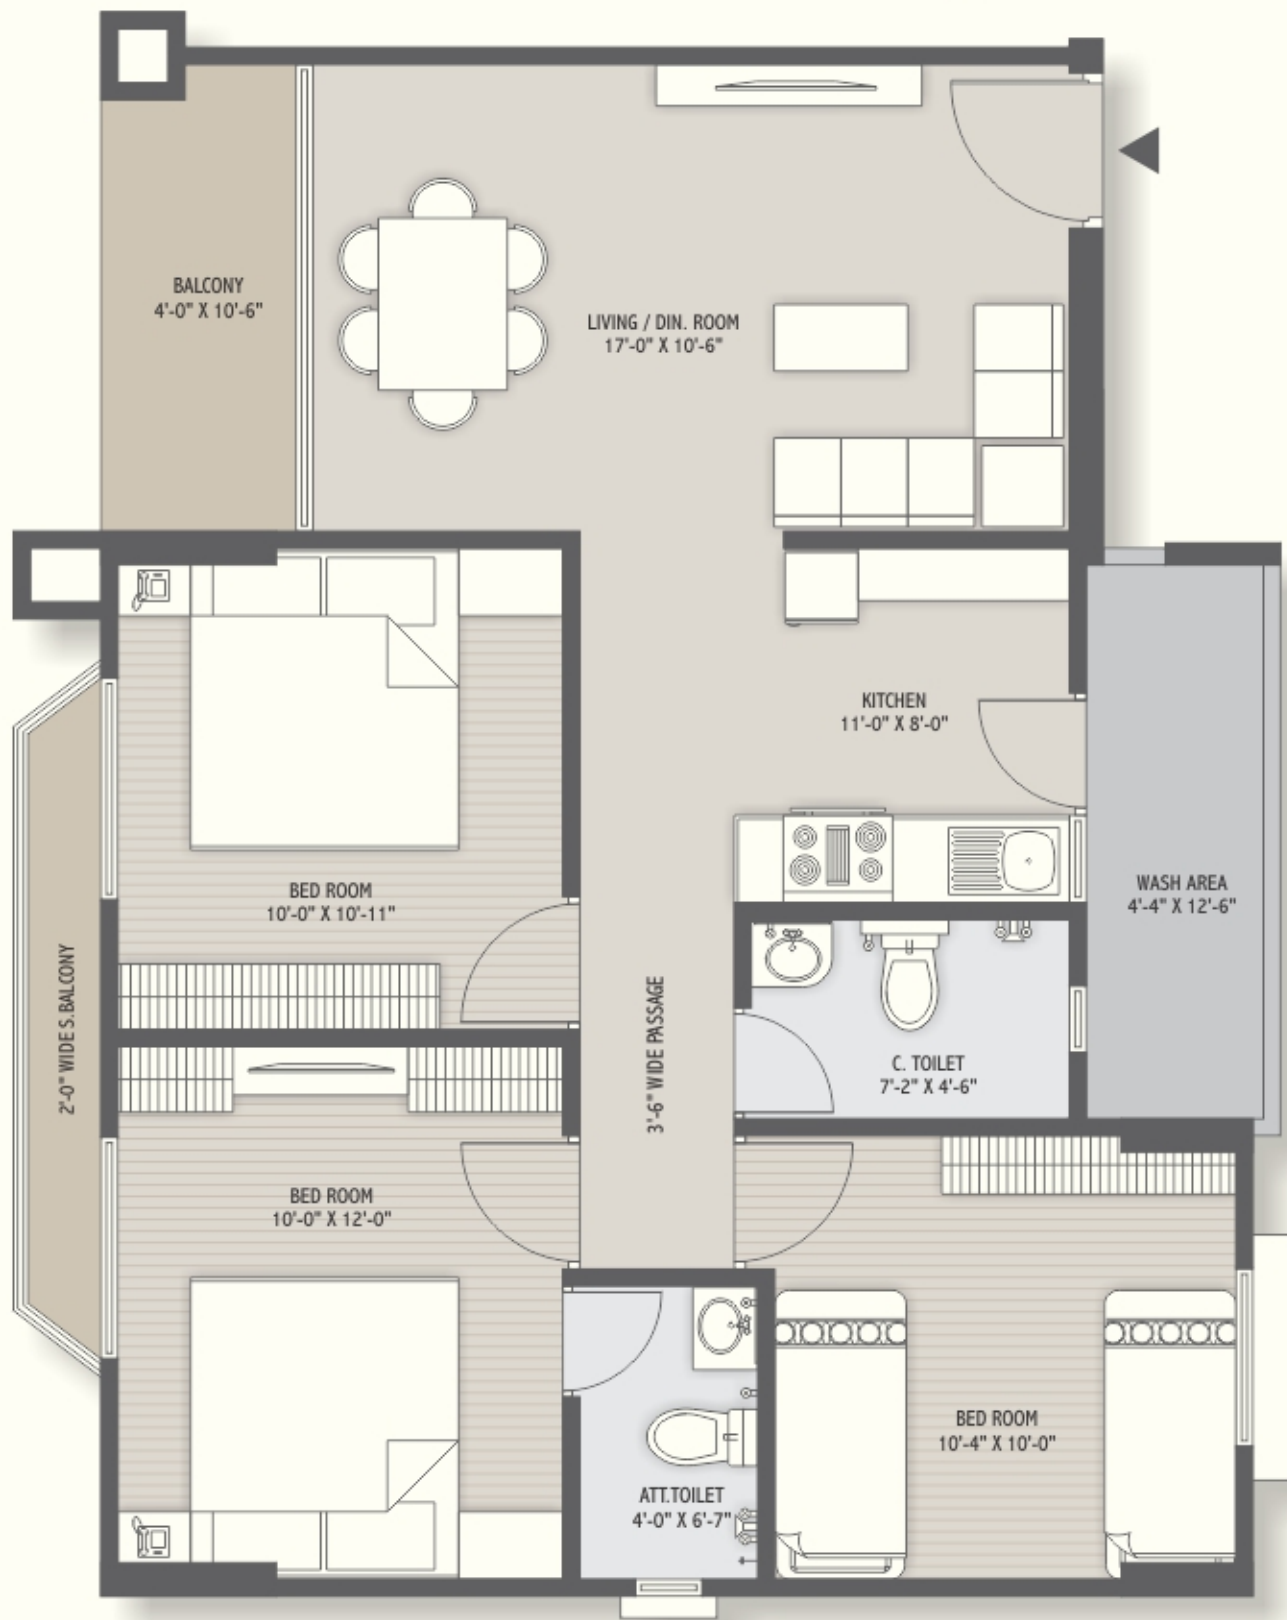 BALCONY
4'-0" X 10'-6"
LIVING / DIN. ROOM
17'-0" X 10'-6"
KITCHEN
11'-0" X 8'-0"
BED ROOM
10'-0" X 10'-11"
WASH AREA
4'-4" X 12'-6"
2'-0" WIDE S.BALCONY
3'-6" WIDE PASSAGE
C. TOILET
7'-2" X 4'-6"
BED ROOM
10'-0" X 12'-0"
BED ROOM
10'-4" X 10'-0"
ATT.TOILET
4'-0" X 6'-7"